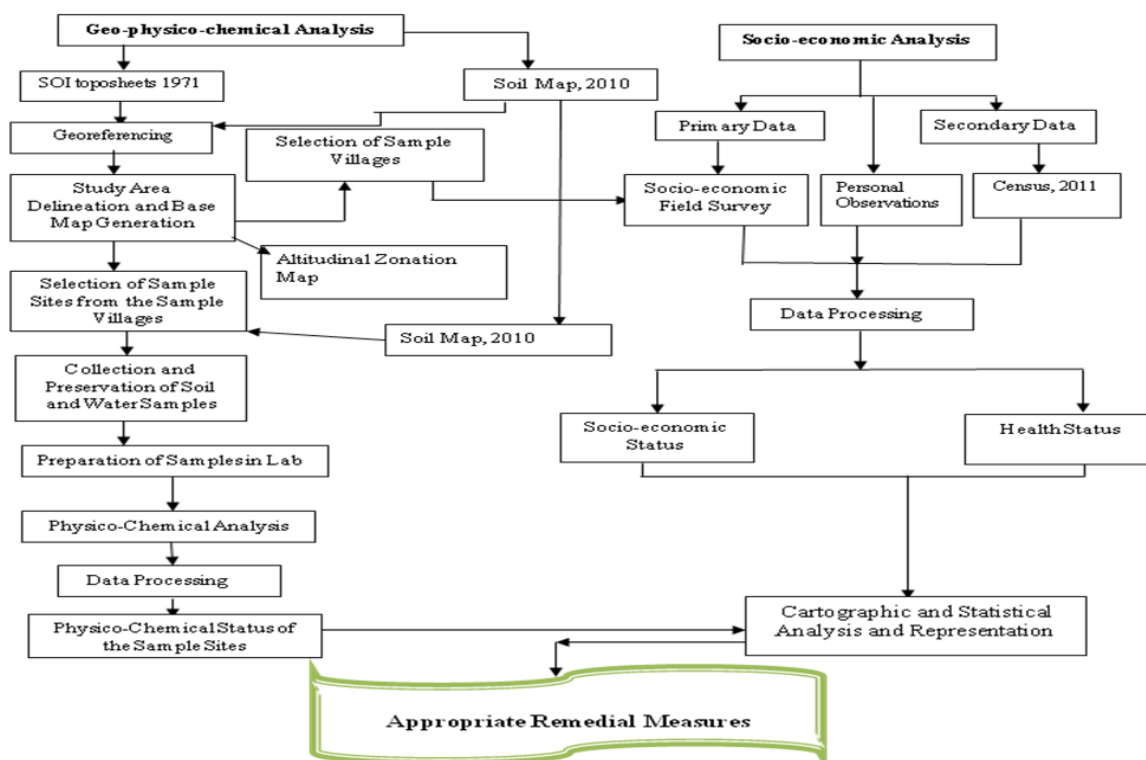 Geo-physico-chemical Analysis
Socio-economic Analysis
SOI toposheets 1971
Soil Map, 2010
Georeferencing
Selection of Sample
Villages
Primary Data
Secondary Data
Study Area
Delineation and Base
Map Generation
Socio-economic
Field Survey
Personal
Observations
Census, 2011
Altitudinal Zonation
Map
Selection of Sample
Sites from the Sample
Villages
Soil Map, 2010
Data Processing
Collection and
Preservation of Soil
and Water Samples
Socio-economic
Status
Health Status
Preparation of Samples in Lab
Physico-Chemical Analysis
Data Processing
Physico-Chemical Status of
the Sample Sites
Cartographic and Statistical
Analysis and Representation
Appropriate Remedial Measures